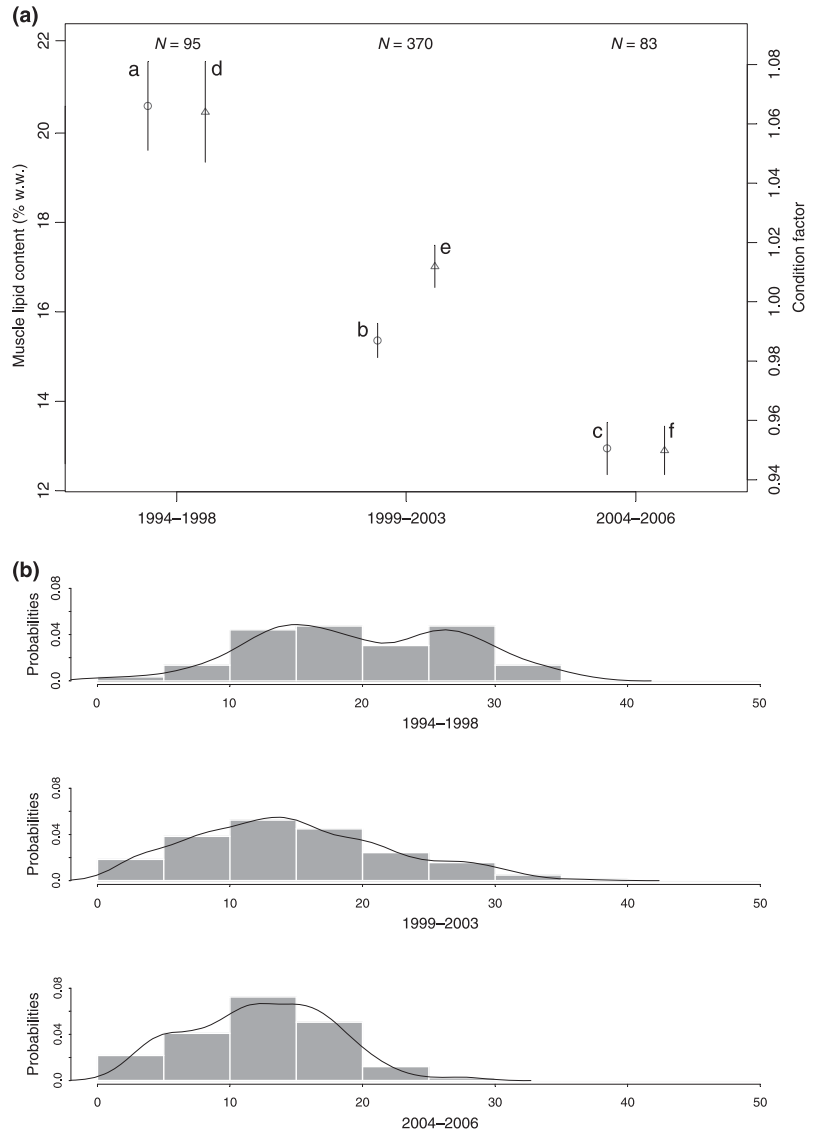 (a)
N = 95 N = 370 N = 83
a d
e
b
c f
22
20
18
16
14
12
Muscle lipid content (% w.w.)
1.08
1.06
1.04
1.02
1.00
0.98
0.96
0.94
Condition factor
1994–1998 1999–2003 2004–2006
(b)
Probabilities
0.08
0.04
0.0
0 10 20 30 40 50
1994–1998
Probabilities
0.08
0.04
0.0
0 10 20 30 40 50
1999–2003
Probabilities
0.08
0.04
0.0
0 10 20 30 40 50
2004–2006